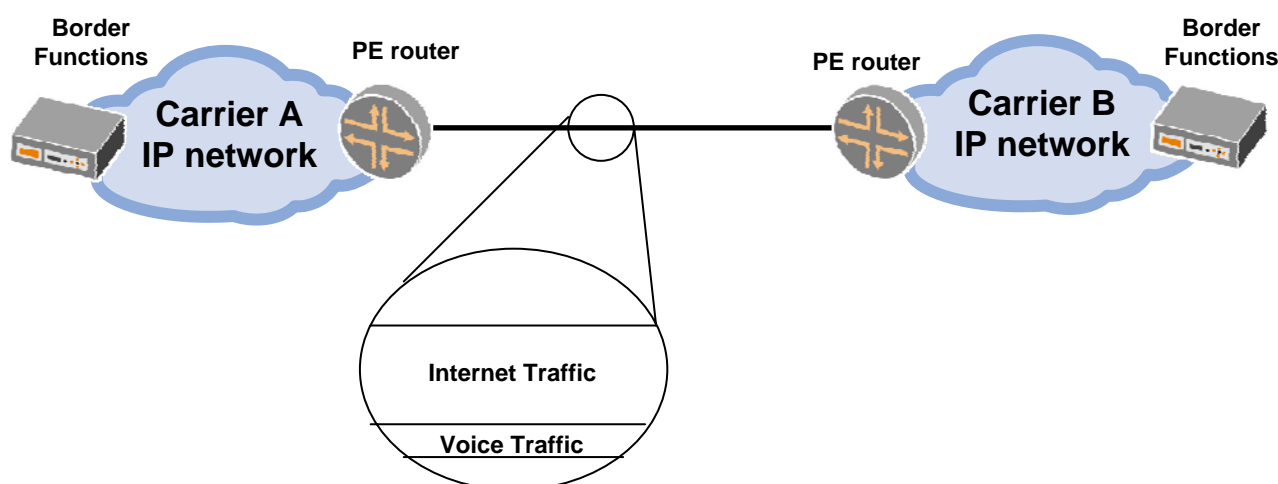 Border
Functions
PE router
Carrier A
IP network
PE router
Carrier B
IP network
Border
Functions
Internet Traffic
Voice Traffic